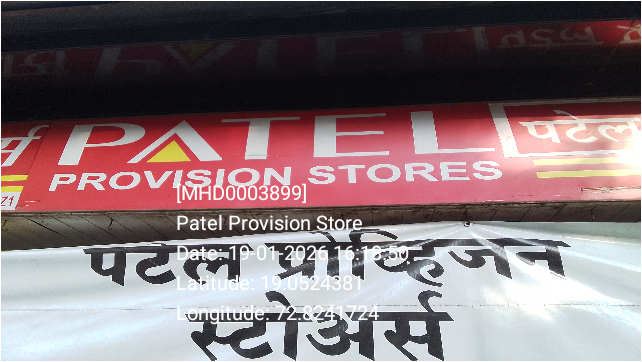 PATEL
पटेल
PROVISION STORES
Z1
[MHD0003899]
Patel Provision Store
Date: 19-01-2026 16:18:50
Latitude: 19.0524381
Longitude: 72.8241724
पटेल प्रोव्हिजन
स्टोअर्स